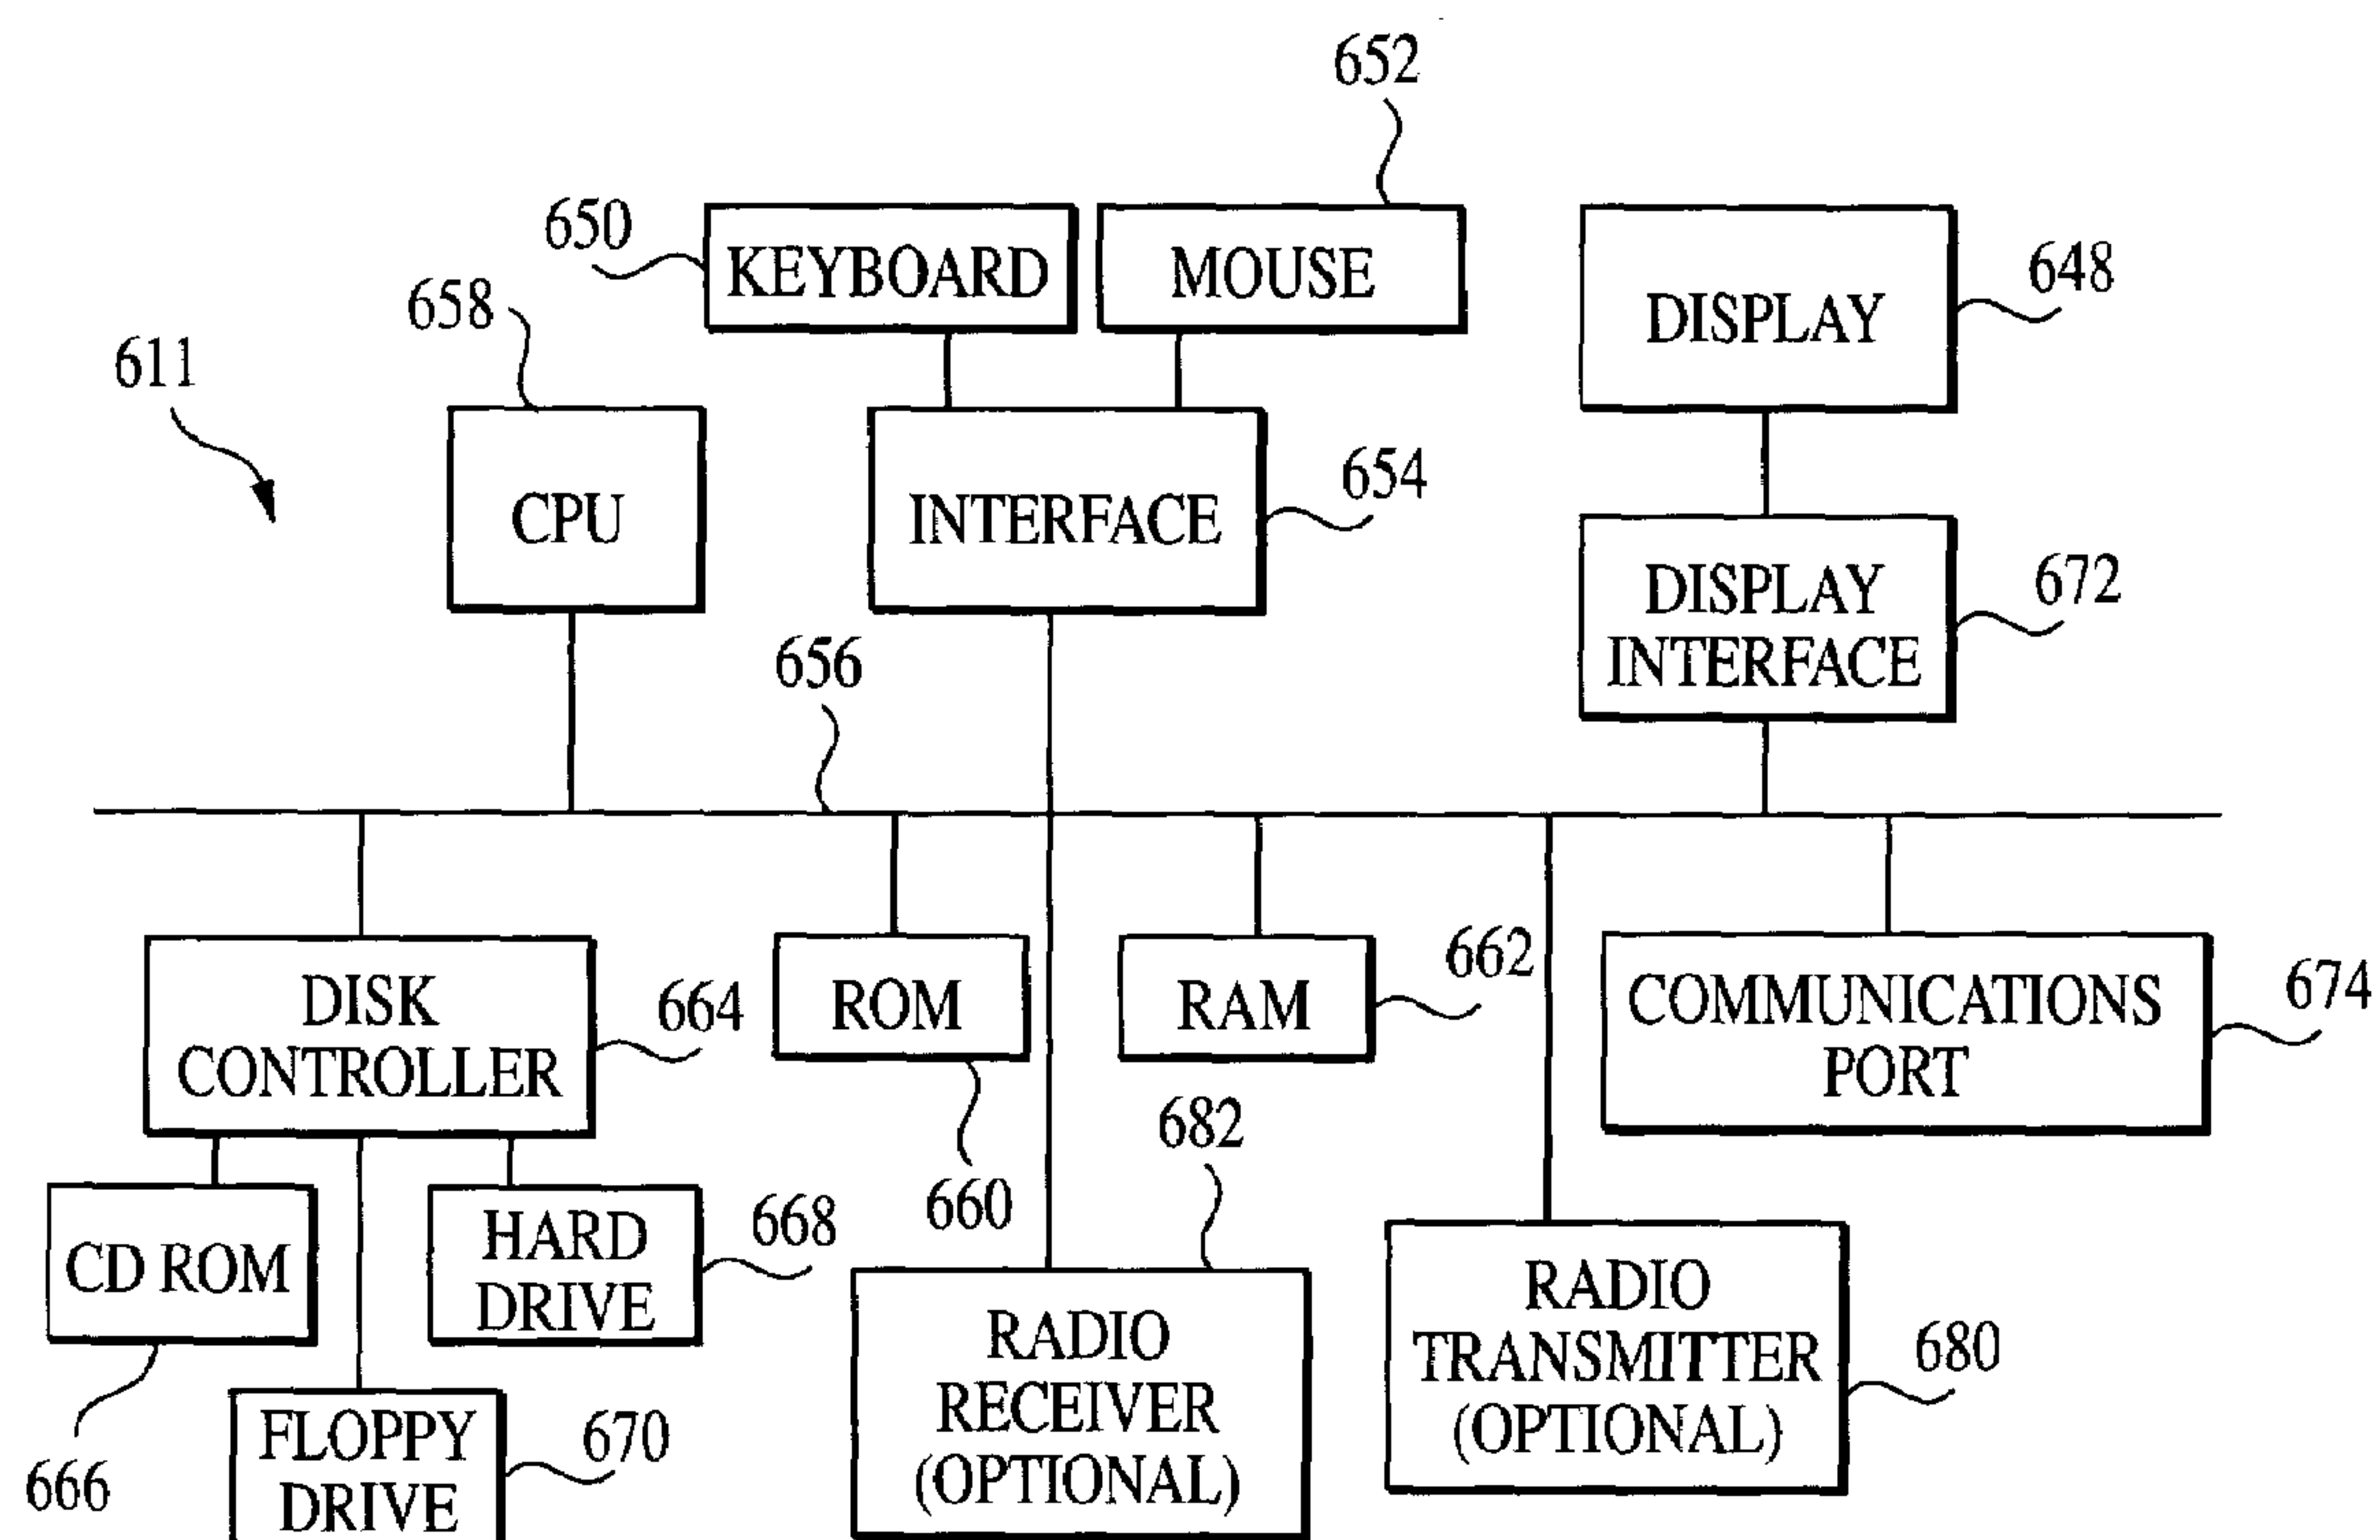 652
650
KEYBOARD
MOUSE
648
658
DISPLAY
611
654
CPU
INTERFACE
672
DISPLAY
INTERFACE
656
662
674
DISK
CONTROLLER
664
ROM
RAM
COMMUNICATIONS
PORT
682
660
668
CD ROM
HARD
DRIVE
RADIO
TRANSMITTER
(OPTIONAL)
680
RADIO
RECEIVER
(OPTIONAL)
670
FLOPPY
DRIVE
666